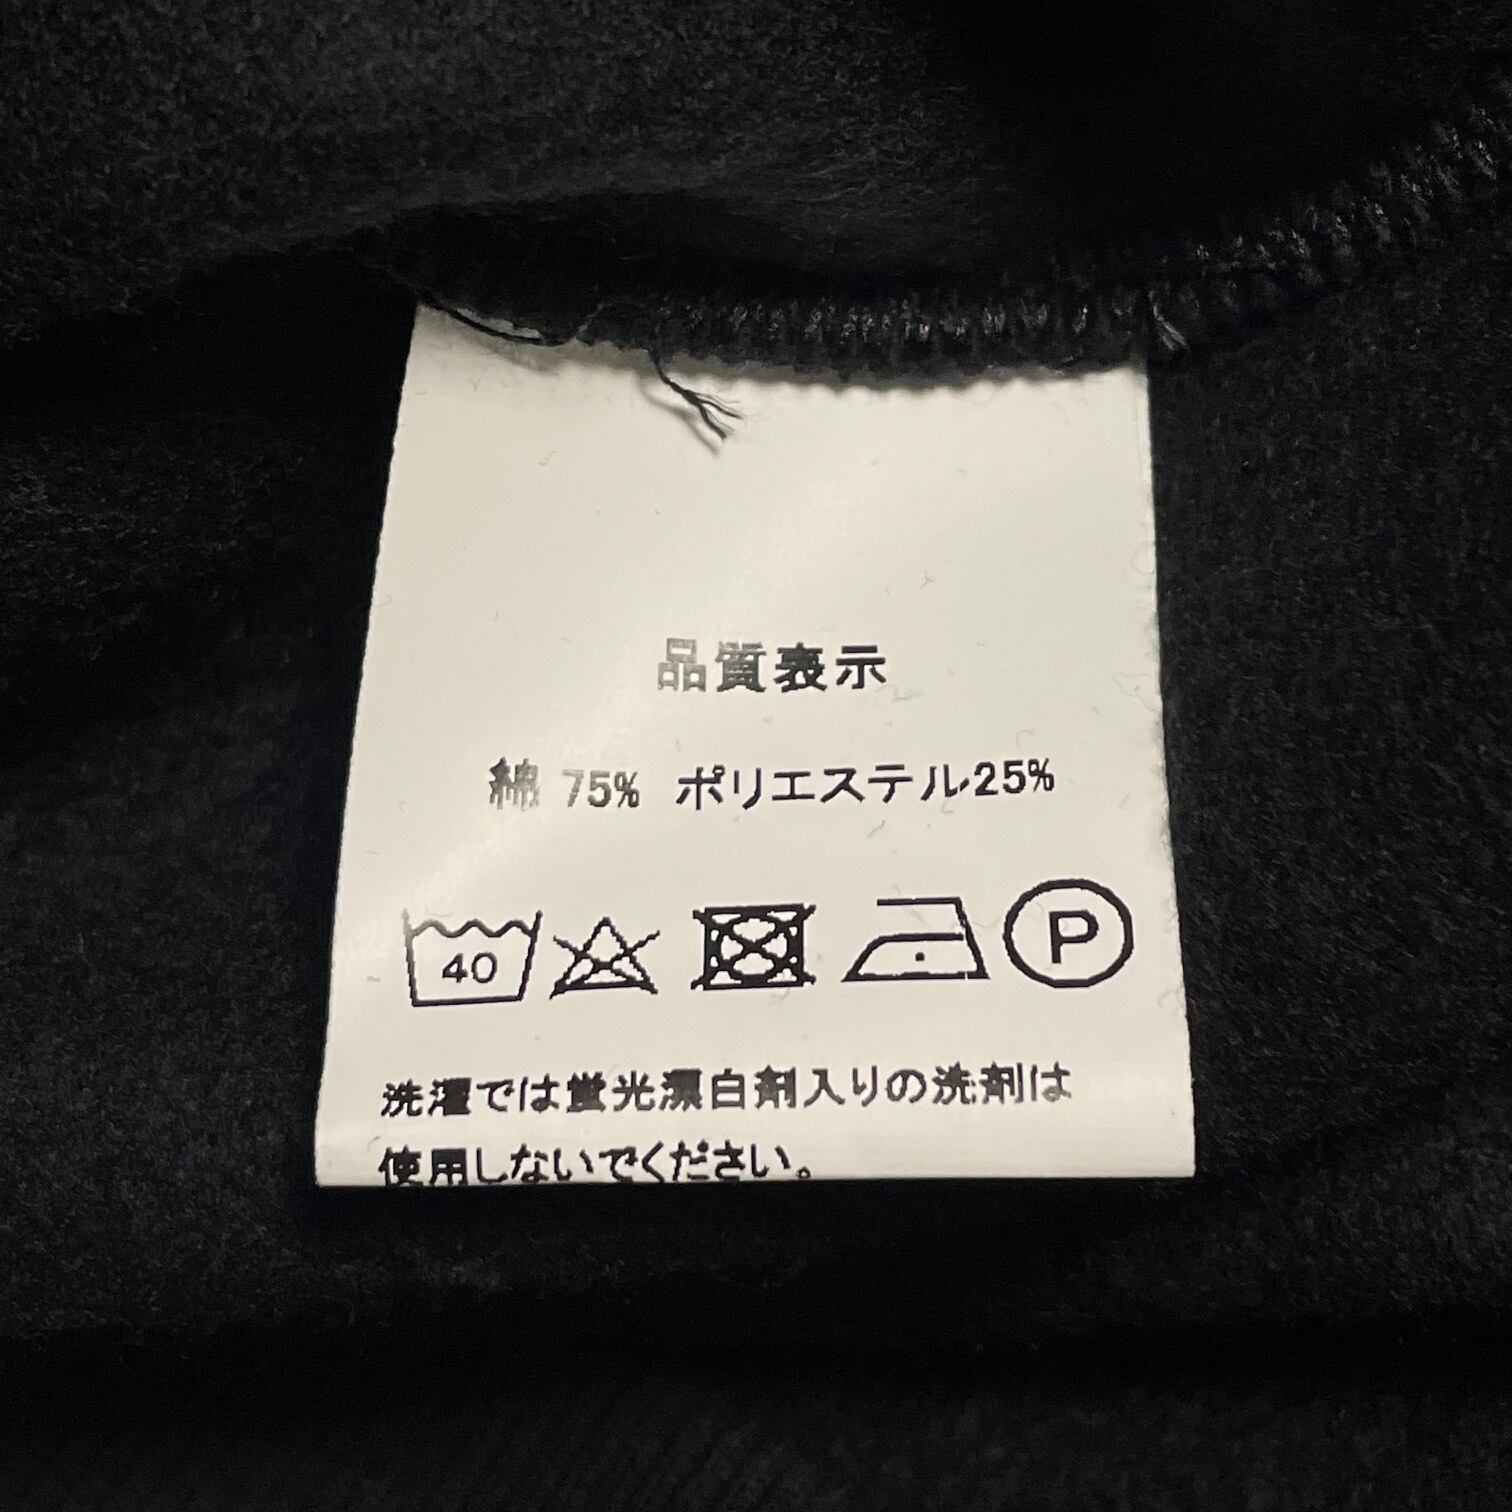 品質表示
綿 75% ポリエステル25%
40 P
洗濯では蛍光漂白剤入りの洗剤は
使用しないでください。